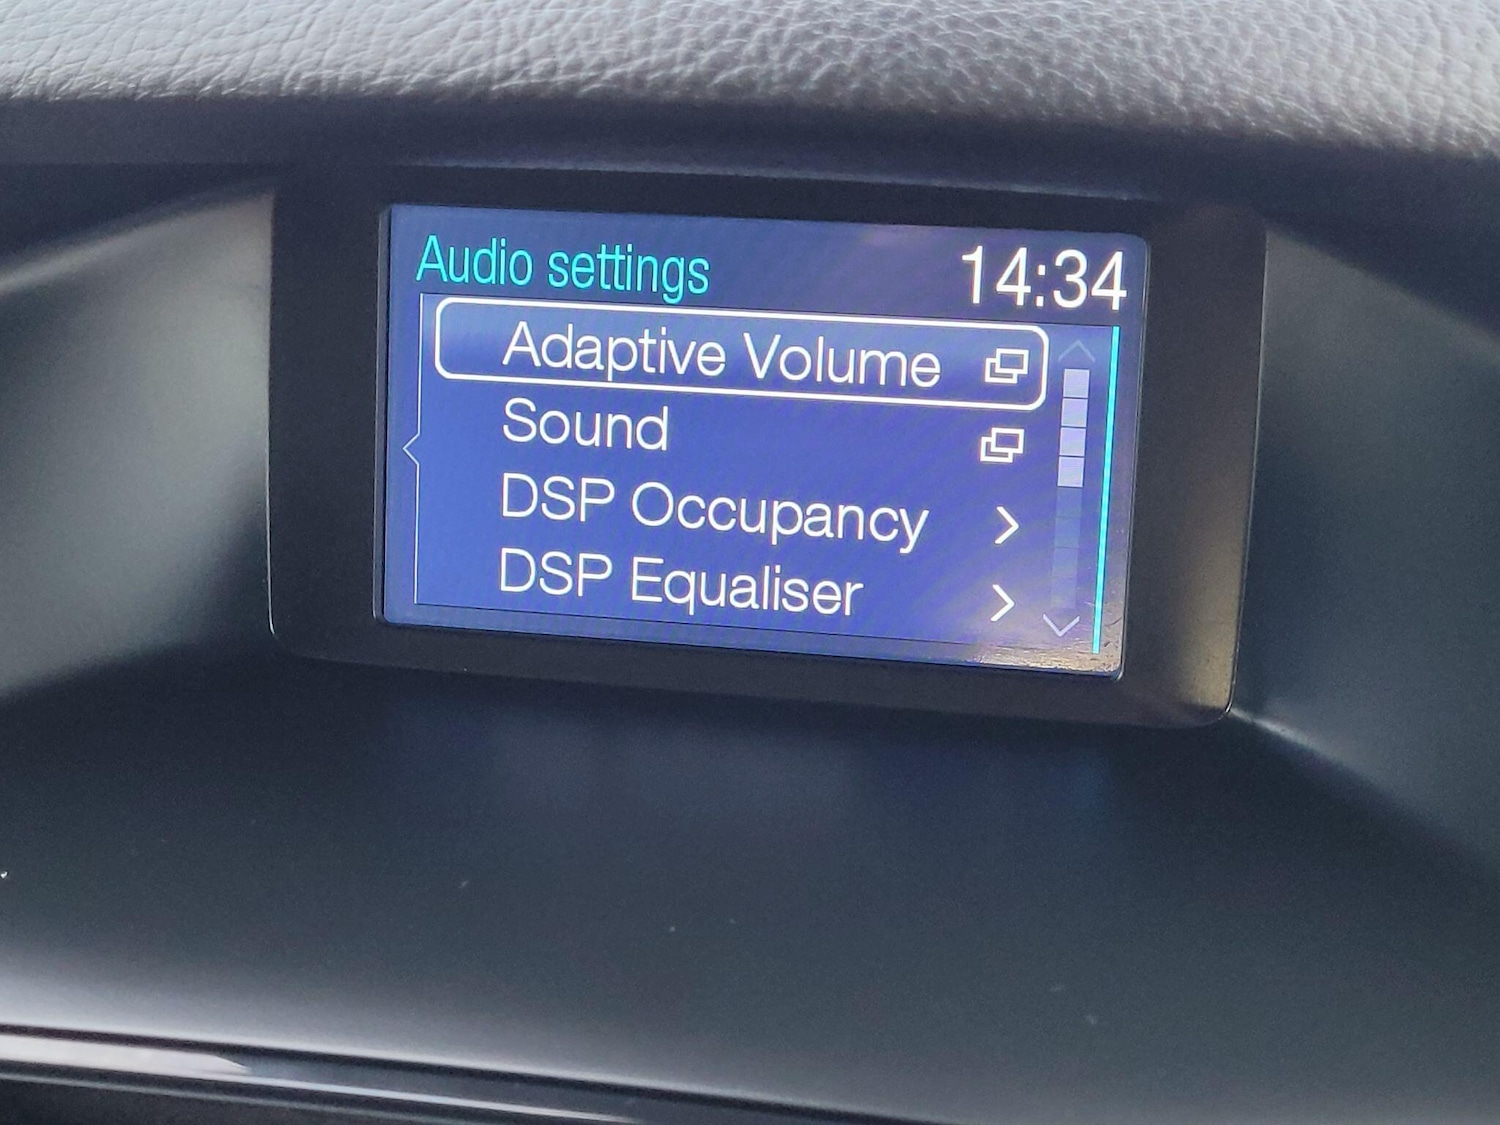 Audio settings 14:34
Adaptive Volume
Sound
DSP Occupancy
DSP Equaliser